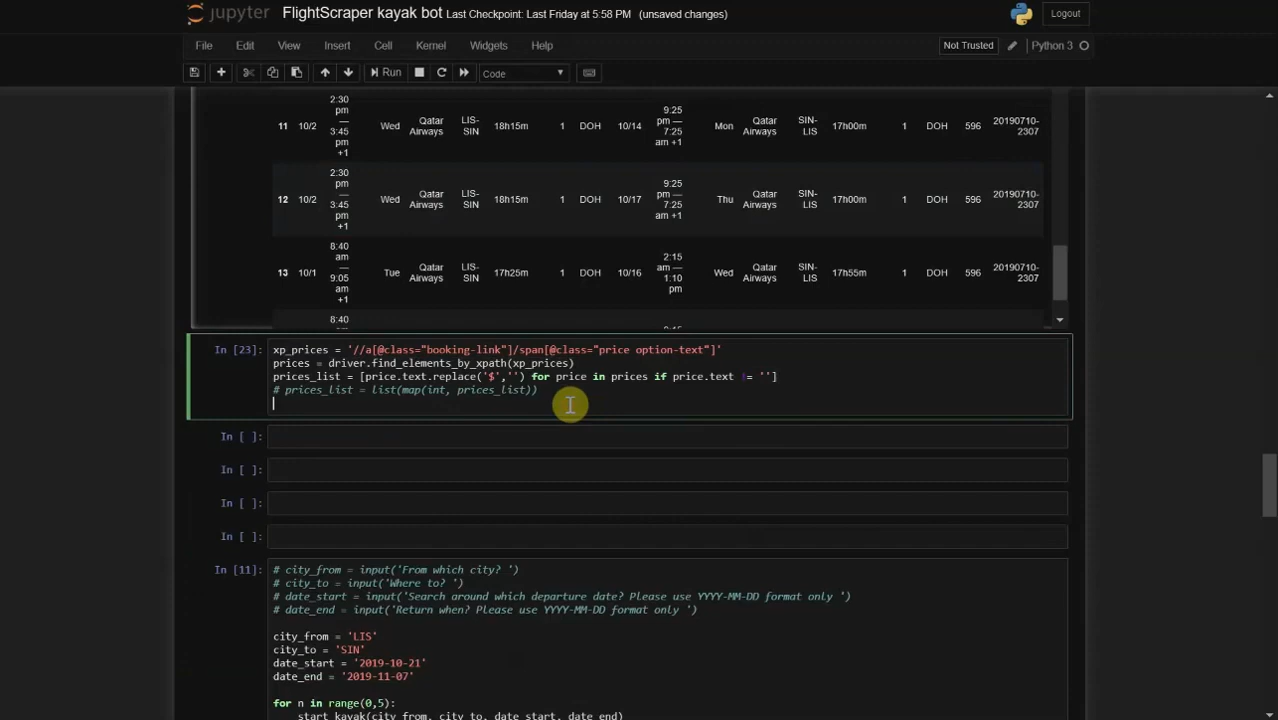 jupyter FlightScraper kayak bot Last Checkpoint: Last Friday at 5:58 PM (unsaved changes) Logout
File Edit View Insert Cell Kernel Widgets Help Not Trusted Python 3
Run Code
2:30
pm
—
3:45
pm
+1
11 10/2 Wed Qatar Airways LIS-SIN 18h15m 1 DOH 10/14 9:25 pm — 7:25 am +1 Mon Qatar Airways SIN-LIS 17h00m 1 DOH 596 20190710-2307
2:30
pm
—
3:45
pm
+1
12 10/2 Wed Qatar Airways LIS-SIN 18h15m 1 DOH 10/17 9:25 pm — 7:25 am +1 Thu Qatar Airways SIN-LIS 17h00m 1 DOH 596 20190710-2307
8:40
am
—
9:05
am
+1
13 10/1 Tue Qatar Airways LIS-SIN 17h25m 1 DOH 10/16 2:15 am — 1:10 pm Wed Qatar Airways SIN-LIS 17h55m 1 DOH 596 20190710-2307
8:40
In [23]: xp_prices = '//a[@class="booking-link"]/span[@class="price option-text"]'
prices = driver.find_elements_by_xpath(xp_prices)
prices_list = [price.text.replace('$','') for price in prices if price.text != '']
# prices_list = list(map(int, prices_list))
In [ ]:
In [ ]:
In [ ]:
In [ ]:
In [11]: # city_from = input('From which city? ')
# city_to = input('Where to? ')
# date_start = input('Search around which departure date? Please use YYYY-MM-DD format only ')
# date_end = input('Return when? Please use YYYY-MM-DD format only ')
city_from = 'LIS'
city_to = 'SIN'
date_start = '2019-10-21'
date_end = '2019-11-07'
for n in range(0,5):
start_kayak(city_from, city_to, date_start, date_end)